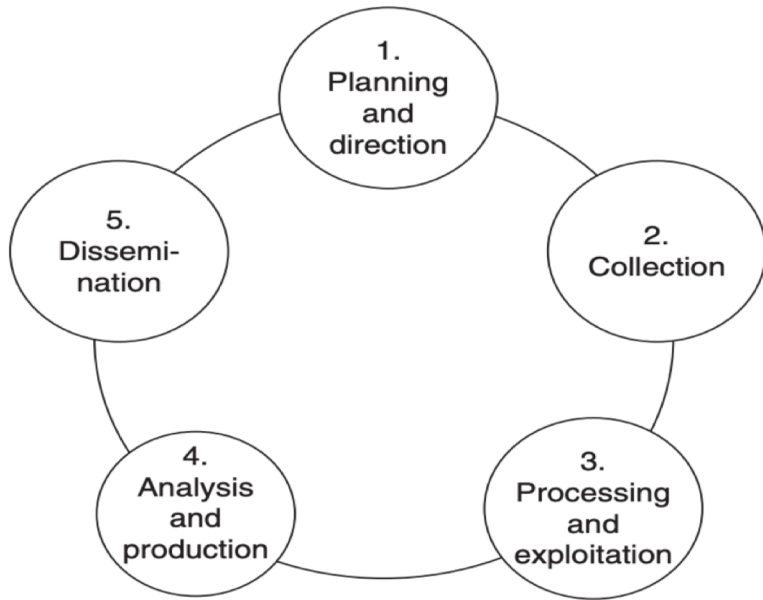 1.
Planning
and
direction
2.
Collection
3.
Processing
and
exploitation
4.
Analysis
and
production
5.
Dissemi-
nation